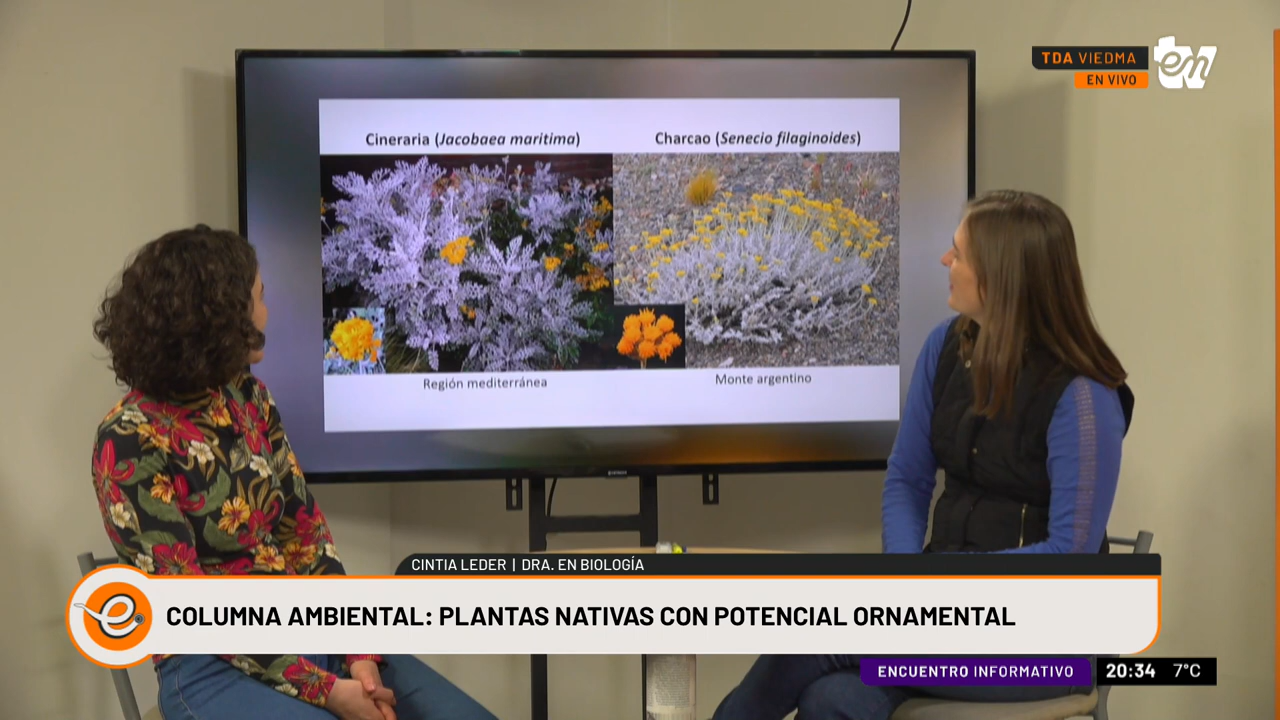 TDA VIEDMA
EN VIVO
en
Cineraria (Jacobaea maritima)
Charcao (Senecio filaginoides)
Región mediterránea
Monte argentino
CINTIA LEDER | DRA. EN BIOLOGÍA
e
COLUMNA AMBIENTAL: PLANTAS NATIVAS CON POTENCIAL ORNAMENTAL
ENCUENTRO INFORMATIVO
20:34 7°C